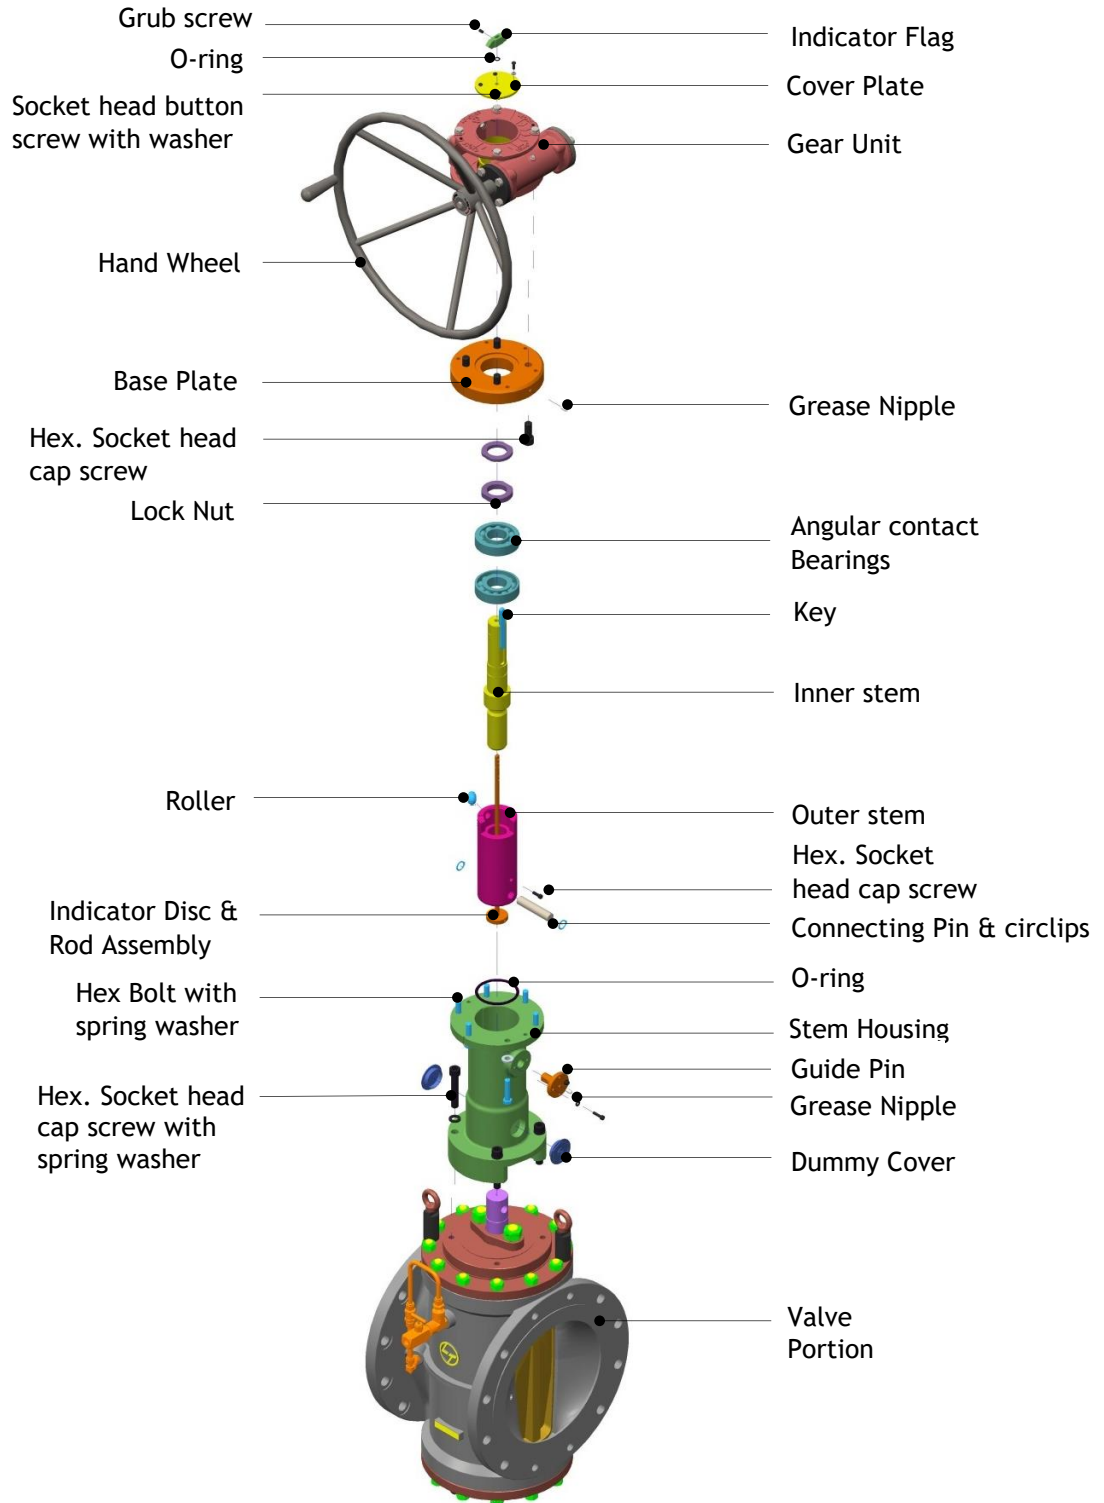 Grub screw
Indicator Flag
O-ring
Cover Plate
Socket head button
screw with washer
Gear Unit
Hand Wheel
Base Plate
Grease Nipple
Hex. Socket head
cap screw
Lock Nut
Angular contact
Bearings
Key
Inner stem
Roller
Outer stem
Hex. Socket
head cap screw
Indicator Disc &
Rod Assembly
Connecting Pin & circlips
O-ring
Hex Bolt with
spring washer
Stem Housing
Guide Pin
Hex. Socket head
cap screw with
spring washer
Grease Nipple
Dummy Cover
Valve
Portion
LT